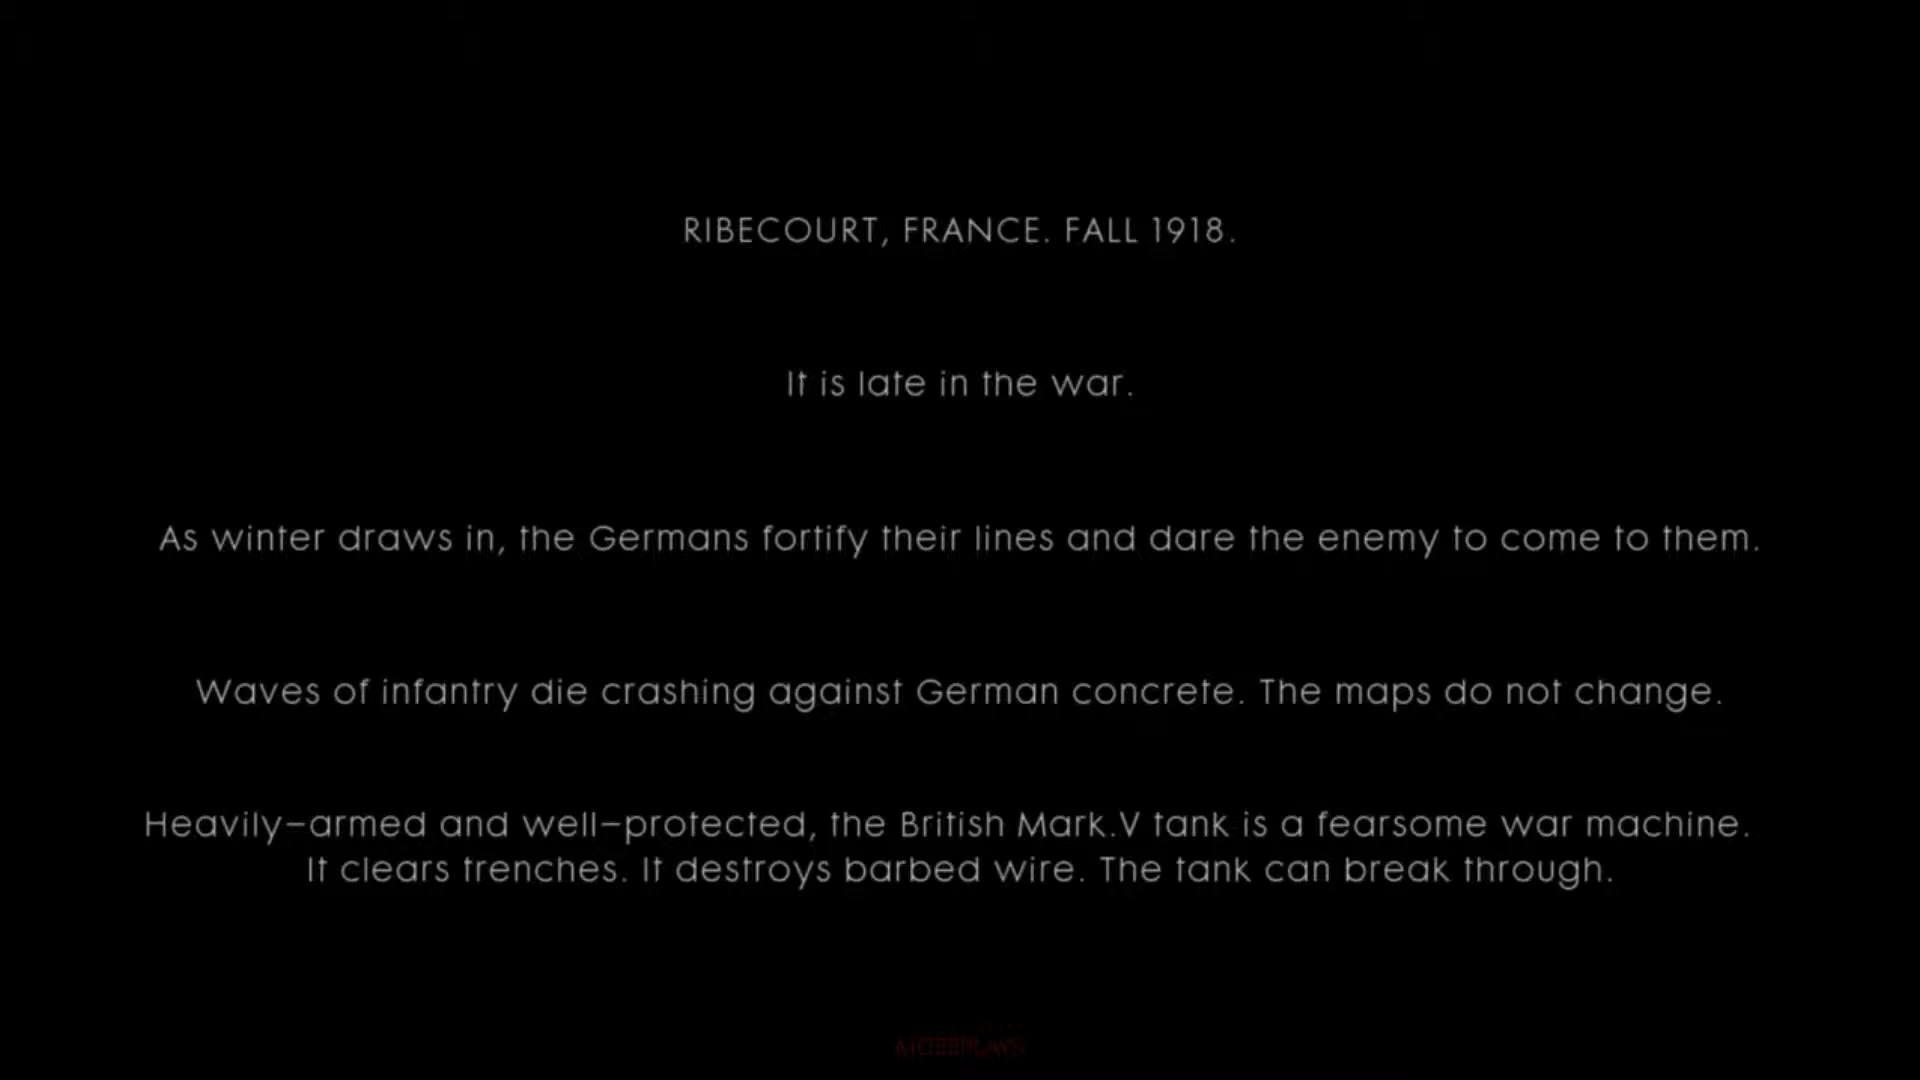 RIBECOURT, FRANCE. FALL 1918.
It is late in the war.
As winter draws in, the Germans fortify their lines and dare the enemy to come to them.
Waves of infantry die crashing against German concrete. The maps do not change.
Heavily-armed and well-protected, the British Mark.V tank is a fearsome war machine.
It clears trenches. It destroys barbed wire. The tank can break through.